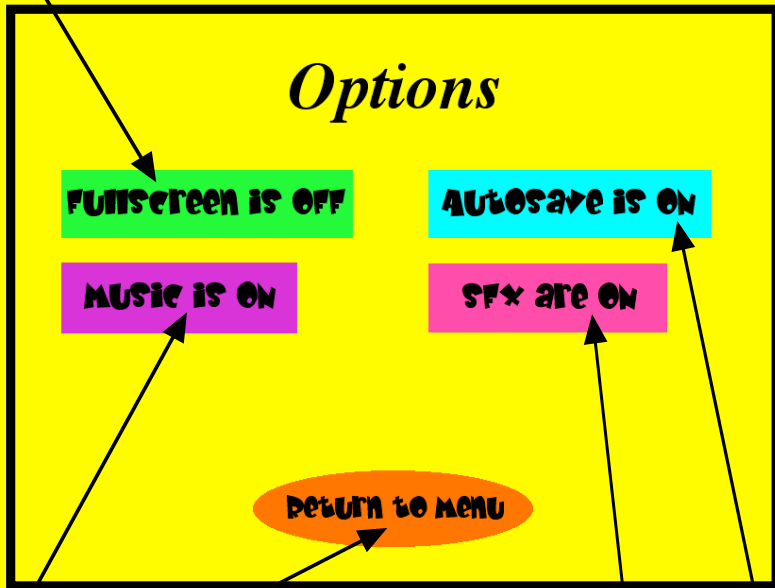 Options
Fullscreen is OFF
Autosave is ON
Music is ON
SFX are ON
Return to Menu